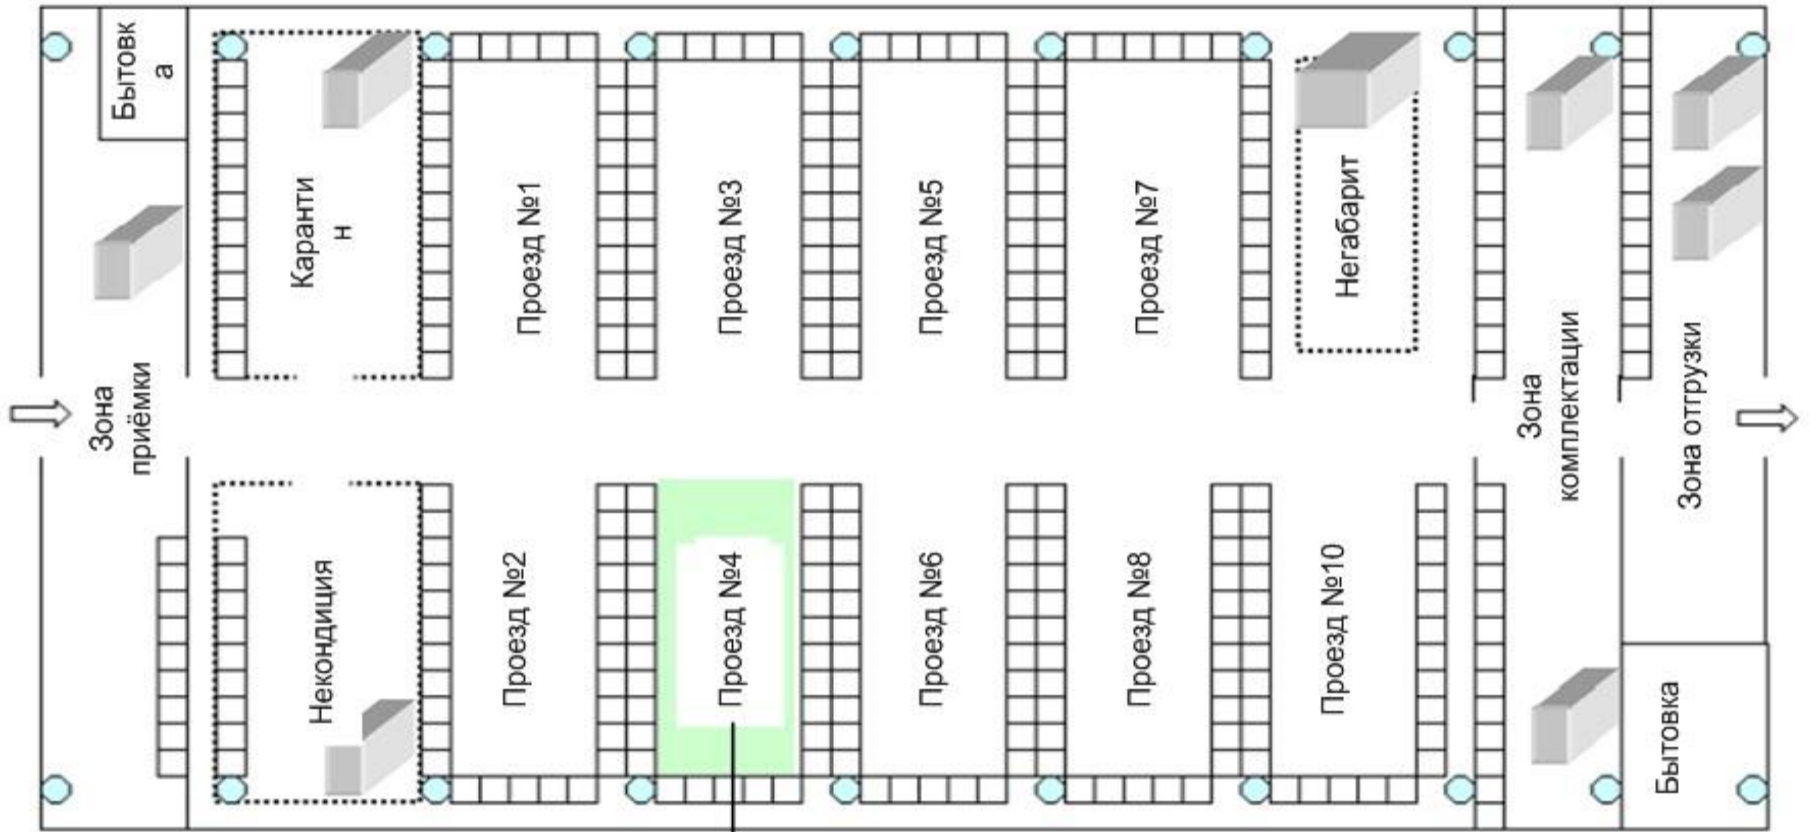 Бытовк
а
Каранти
н
Проезд №1
Проезд №3
Проезд №5
Проезд №7
Негабарит
Зона
приёмки
Зона
комплектации
Зона отгрузки
Некондиция
Проезд №2
Проезд №4
Проезд №6
Проезд №8
Проезд №10
Бытовка